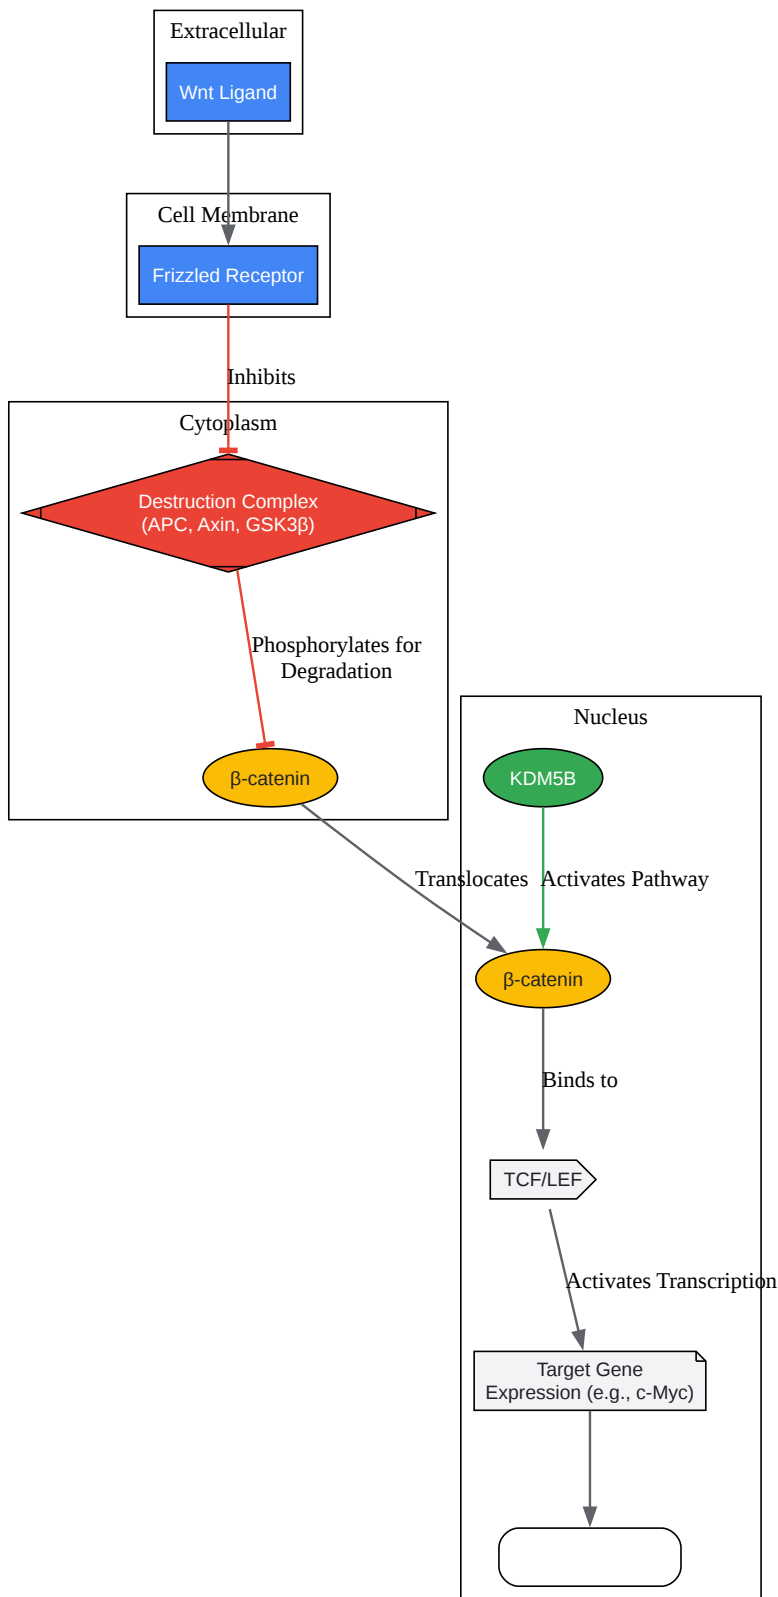 Extracellular
Wnt Ligand
Cell Membrane
Frizzled Receptor
Inhibits
Cytoplasm
Destruction Complex
(APC, Axin, GSK3β)
Phosphorylates for
Degradation
Nucleus
β-catenin
KDM5B
Translocates
Activates Pathway
β-catenin
Binds to
TCF/LEF
Activates Transcription
Target Gene
Expression (e.g., c-Myc)